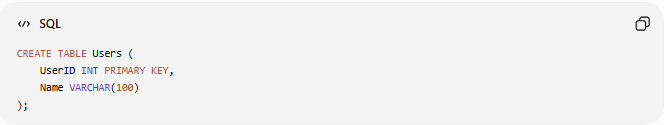 SQL
CREATE TABLE Users (
    UserID INT PRIMARY KEY,
    Name VARCHAR(100)
);